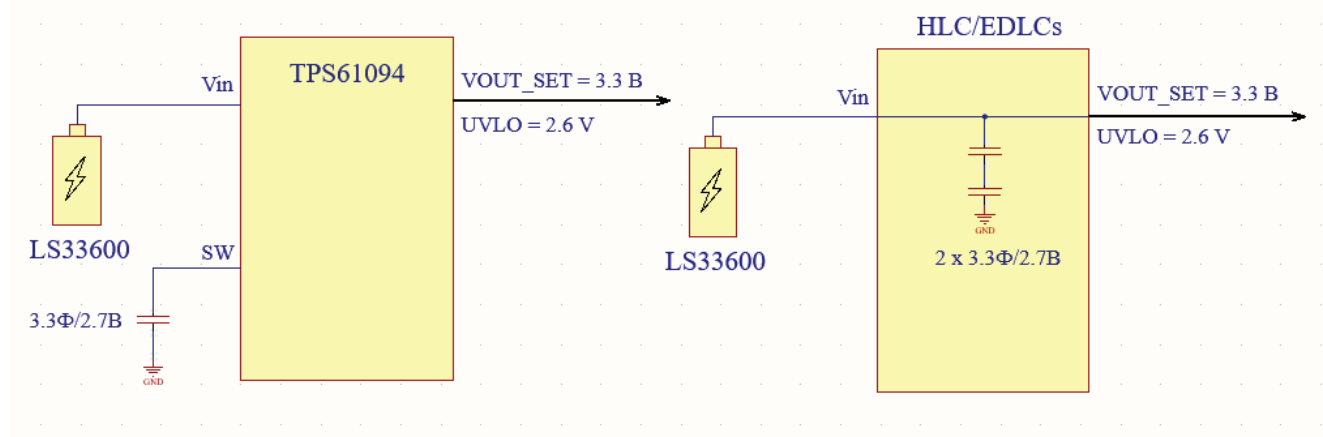 TPS61094
Vin
VOUT_SET = 3.3 В
UVLO = 2.6 V
LS33600
SW
3.3Ф/2.7В
GND
HLC/EDLCs
Vin
VOUT_SET = 3.3 В
UVLO = 2.6 V
LS33600
GND
2 x 3.3Ф/2.7В